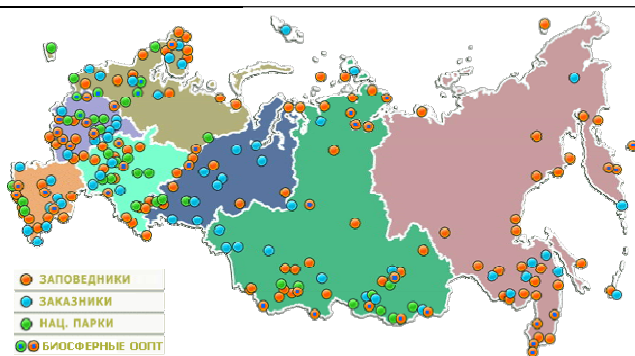 ЗАПОВЕДНИКИ
ЗАКАЗНИКИ
НАЦ. ПАРКИ
БИОСФЕРНЫЕ ООПТ